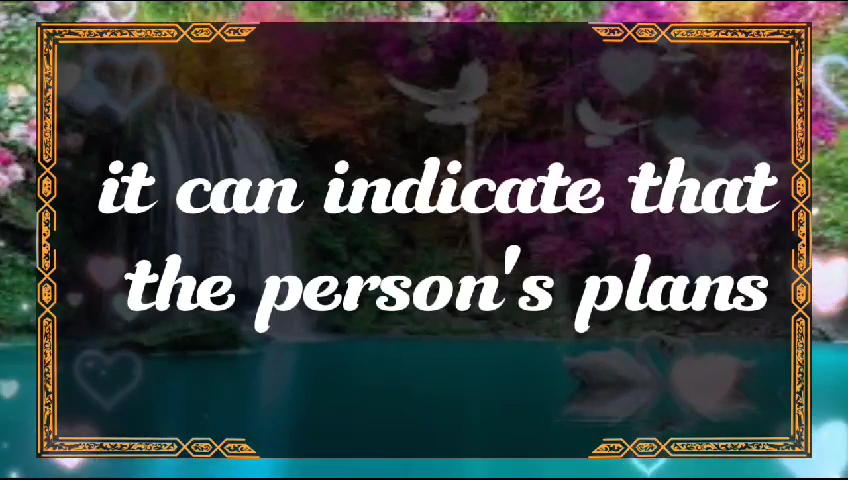 it can indicate that
the person's plans